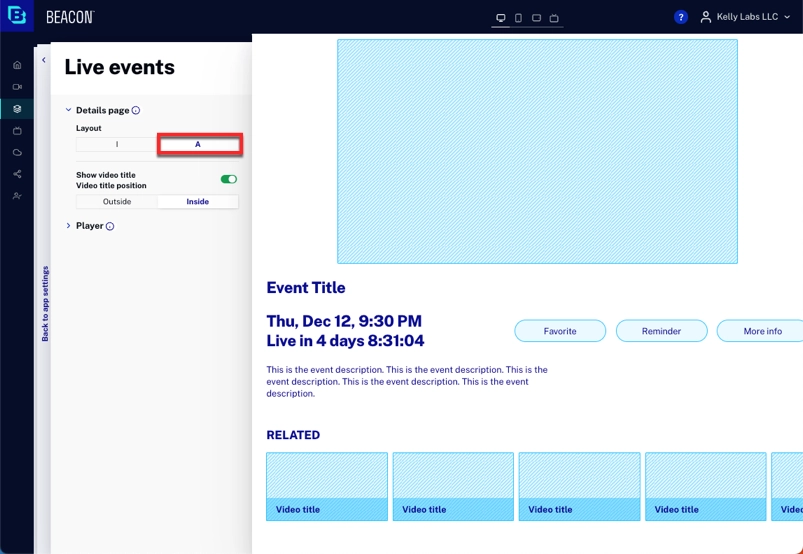 BEACON
?
Kelly Labs LLC
Live events
Details page
Layout
I
A
Show video title
Video title position
Outside
Inside
Player
Back to app settings
Event Title
Thu, Dec 12, 9:30 PM
Live in 4 days 8:31:04
Favorite
Reminder
More info
This is the event description. This is the event description. This is the
event description. This is the event description. This is the event
description.
RELATED
Video title
Video title
Video title
Video title
Video